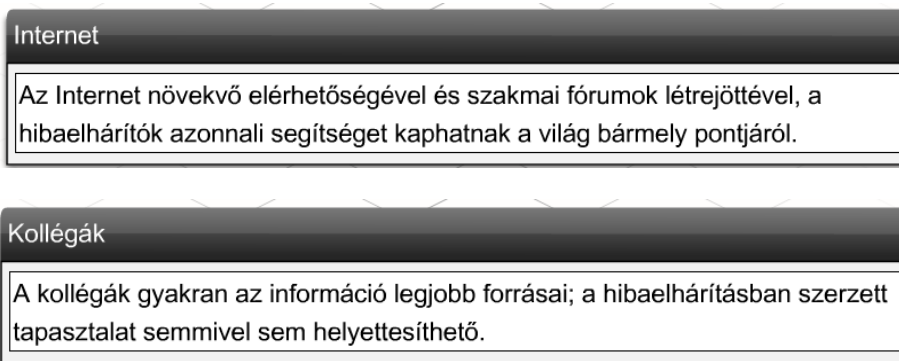 Internet
Az Internet növekvő elérhetőségével és szakmai fórumok létrejöttével, a
hibaelhárítók azonnali segítséget kaphatnak a világ bármely pontjáról.
Kollégák
A kollégák gyakran az információ legjobb forrásai; a hibaelhárításban szerzett
tapasztalat semmivel sem helyettesíthető.